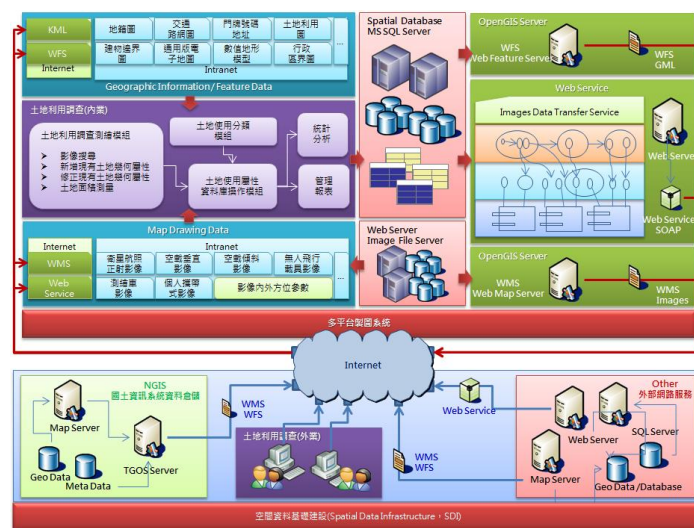 KML
地籍圖
交通
路網圖
門牌號碼
地址
土地利用
圖
WFS
建物邊界
圖
通用版電
子地圖
數值地形
模型
行政
區界圖
...
Internet
Intranet
Geographic Information/Feature Data
土地利用調查(內業)
土地利用調查測繪模組
影像搜尋
新增現有土地幾何屬性
修正現有土地幾何屬性
土地面積測量
土地使用分類
模組
土地使用屬性
資料庫操作模組
統計
分析
管理
報表
Map Drawing Data
Internet
Intranet
WMS
衛星航照
正射影像
空載垂直
影像
空載傾斜
影像
無人飛行
載具影像
Web
Service
測繪車
影像
個人攜帶
式影像
影像內外方位參數
...
Spatial Database
MS SQL Server
Web Server
Image File Server
OpenGIS Server
WFS
Web Feature Server
WFS
GML
Web Service
Images Data Transfer Service
Web Server
Web Service
SOAP
OpenGIS Server
WMS
Web Map Server
WMS
Images
多平台製圖系統
Internet
NGIS
國土資訊系統資料倉儲
Map Server
TGOS Server
Geo Data
Meta Data
WMS
WFS
土地利用調查(外業)
Web Service
WMS
WFS
Other
外部網路服務
Web Server
SQL Server
Map Server
Geo Data /Database
空間資料基礎建設(Spatial Data Infrastructure，SDI)